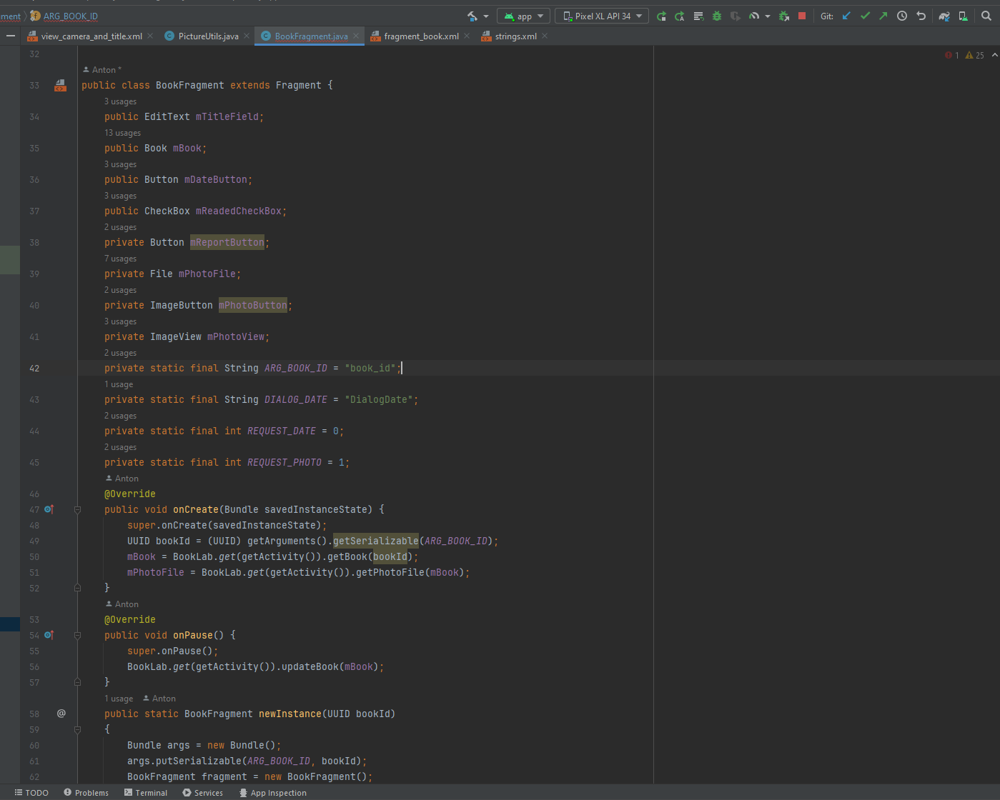 ment ARG_BOOK_ID app Pixel XL API 34 Git:
view_camera_and_title.xml PictureUtils.java BookFragment.java fragment_book.xml strings.xml
32 1 25
Anton *
33 public class BookFragment extends Fragment {
3 usages
34 public EditText mTitleField;
13 usages
35 public Book mBook;
3 usages
36 public Button mDateButton;
3 usages
37 public CheckBox mReadedCheckBox;
2 usages
38 private Button mReportButton;
7 usages
39 private File mPhotoFile;
2 usages
40 private ImageButton mPhotoButton;
3 usages
41 private ImageView mPhotoView;
2 usages
42 private static final String ARG_BOOK_ID = "book_id";
1 usage
43 private static final String DIALOG_DATE = "DialogDate";
2 usages
44 private static final int REQUEST_DATE = 0;
2 usages
45 private static final int REQUEST_PHOTO = 1;
Anton
46 @Override
47 public void onCreate(Bundle savedInstanceState) {
48 super.onCreate(savedInstanceState);
49 UUID bookId = (UUID) getArguments().getSerializable(ARG_BOOK_ID);
50 mBook = BookLab.get(getActivity()).getBook(bookId);
51 mPhotoFile = BookLab.get(getActivity()).getPhotoFile(mBook);
52 }
Anton
53 @Override
54 public void onPause() {
55 super.onPause();
56 BookLab.get(getActivity()).updateBook(mBook);
57 }
1 usage Anton
58 @ public static BookFragment newInstance(UUID bookId)
59 {
60 Bundle args = new Bundle();
61 args.putSerializable(ARG_BOOK_ID, bookId);
62 BookFragment fragment = new BookFragment();
TODO Problems Terminal Services App Inspection